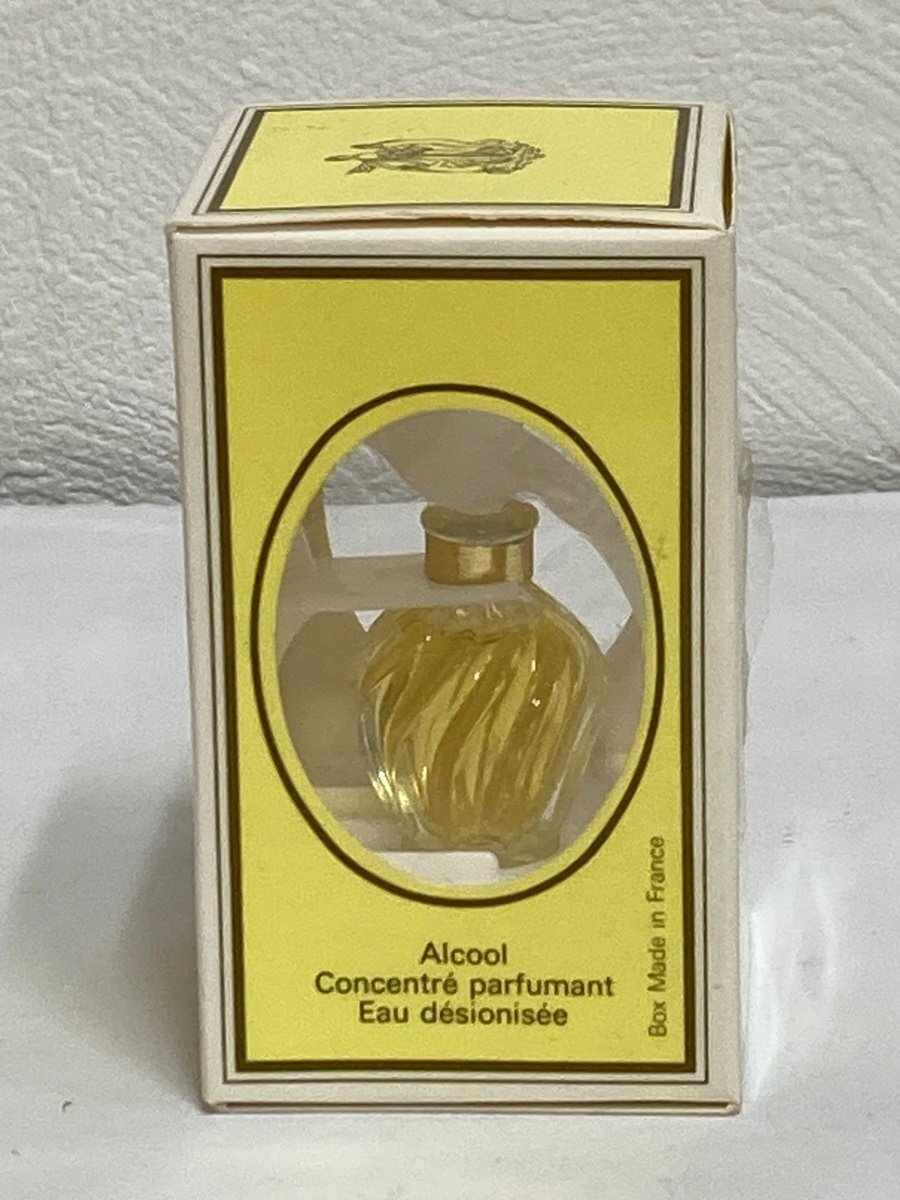 Alcool
Concentré parfumant
Eau désionisée
Box Made in France